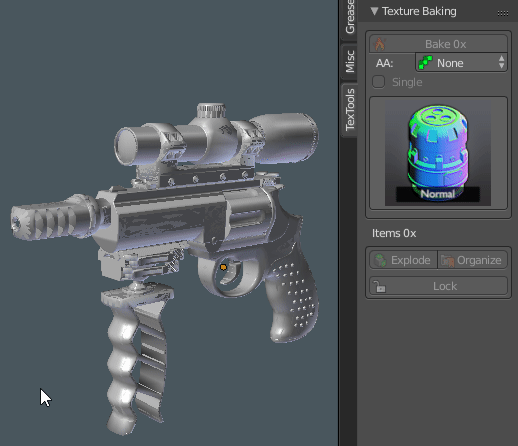 Grease
Misc
TexTools
Texture Baking
Bake 0x
AA:
None
Single
Normal
Items 0x
Explode
Organize
Lock